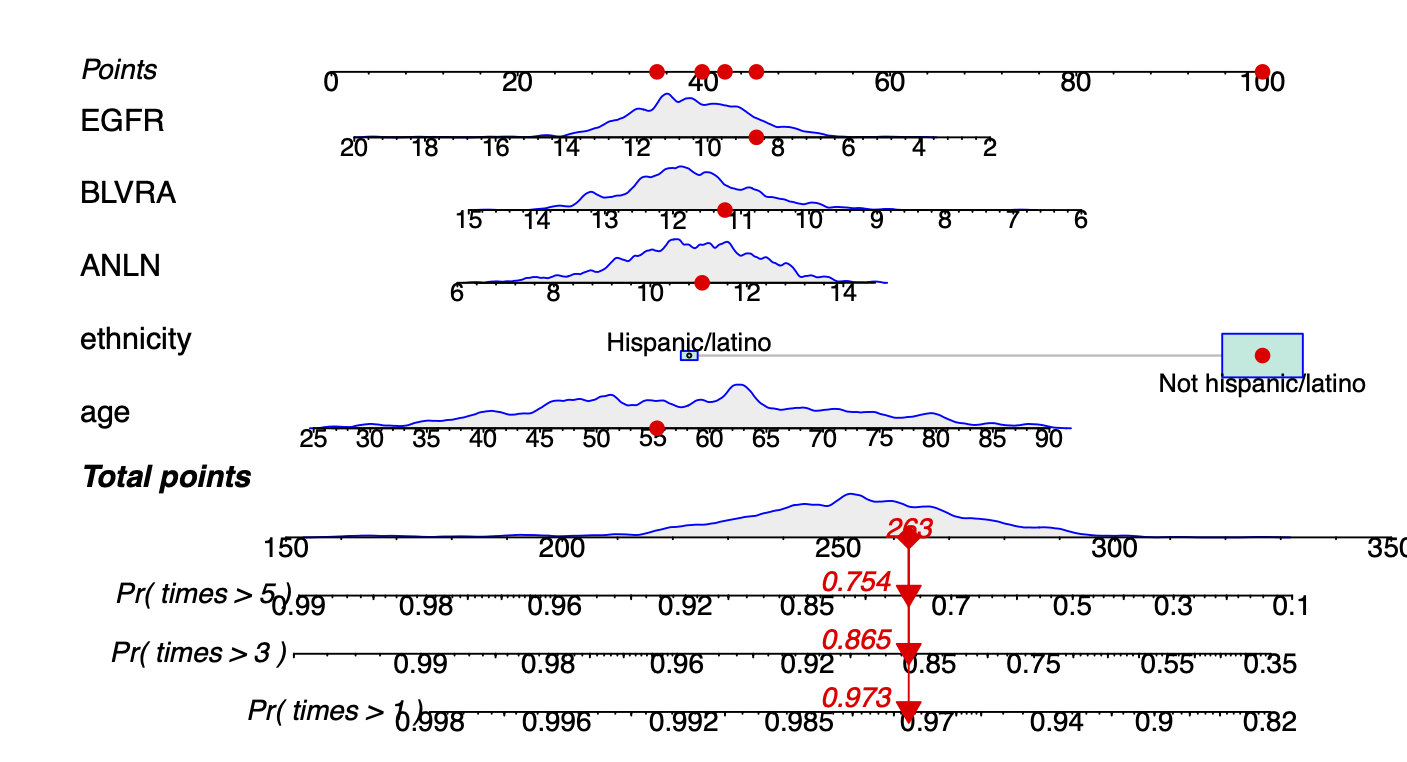 Points
0 20 40 60 80 100
EGFR
20 18 16 14 12 10 8 6 4 2
BLVRA
15 14 13 12 11 10 9 8 7 6
ANLN
6 8 10 12 14
ethnicity
Hispanic/latino
Not hispanic/latino
age
25 30 35 40 45 50 55 60 65 70 75 80 85 90
Total points
263
150 200 250 300 350
0.754
Pr( times > 5 )
0.99 0.98 0.96 0.92 0.85 0.7 0.5 0.3 0.1
0.865
Pr( times > 3 )
0.99 0.98 0.96 0.92 0.85 0.75 0.55 0.35
0.973
Pr( times > 1 )
0.998 0.996 0.992 0.985 0.97 0.94 0.9 0.82